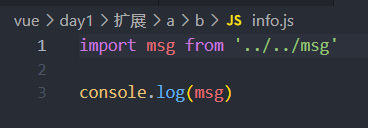 vue > day1 > 扩展 > a > b > JS info.js
1 import msg from '../../msg'
2
3 console.log(msg)